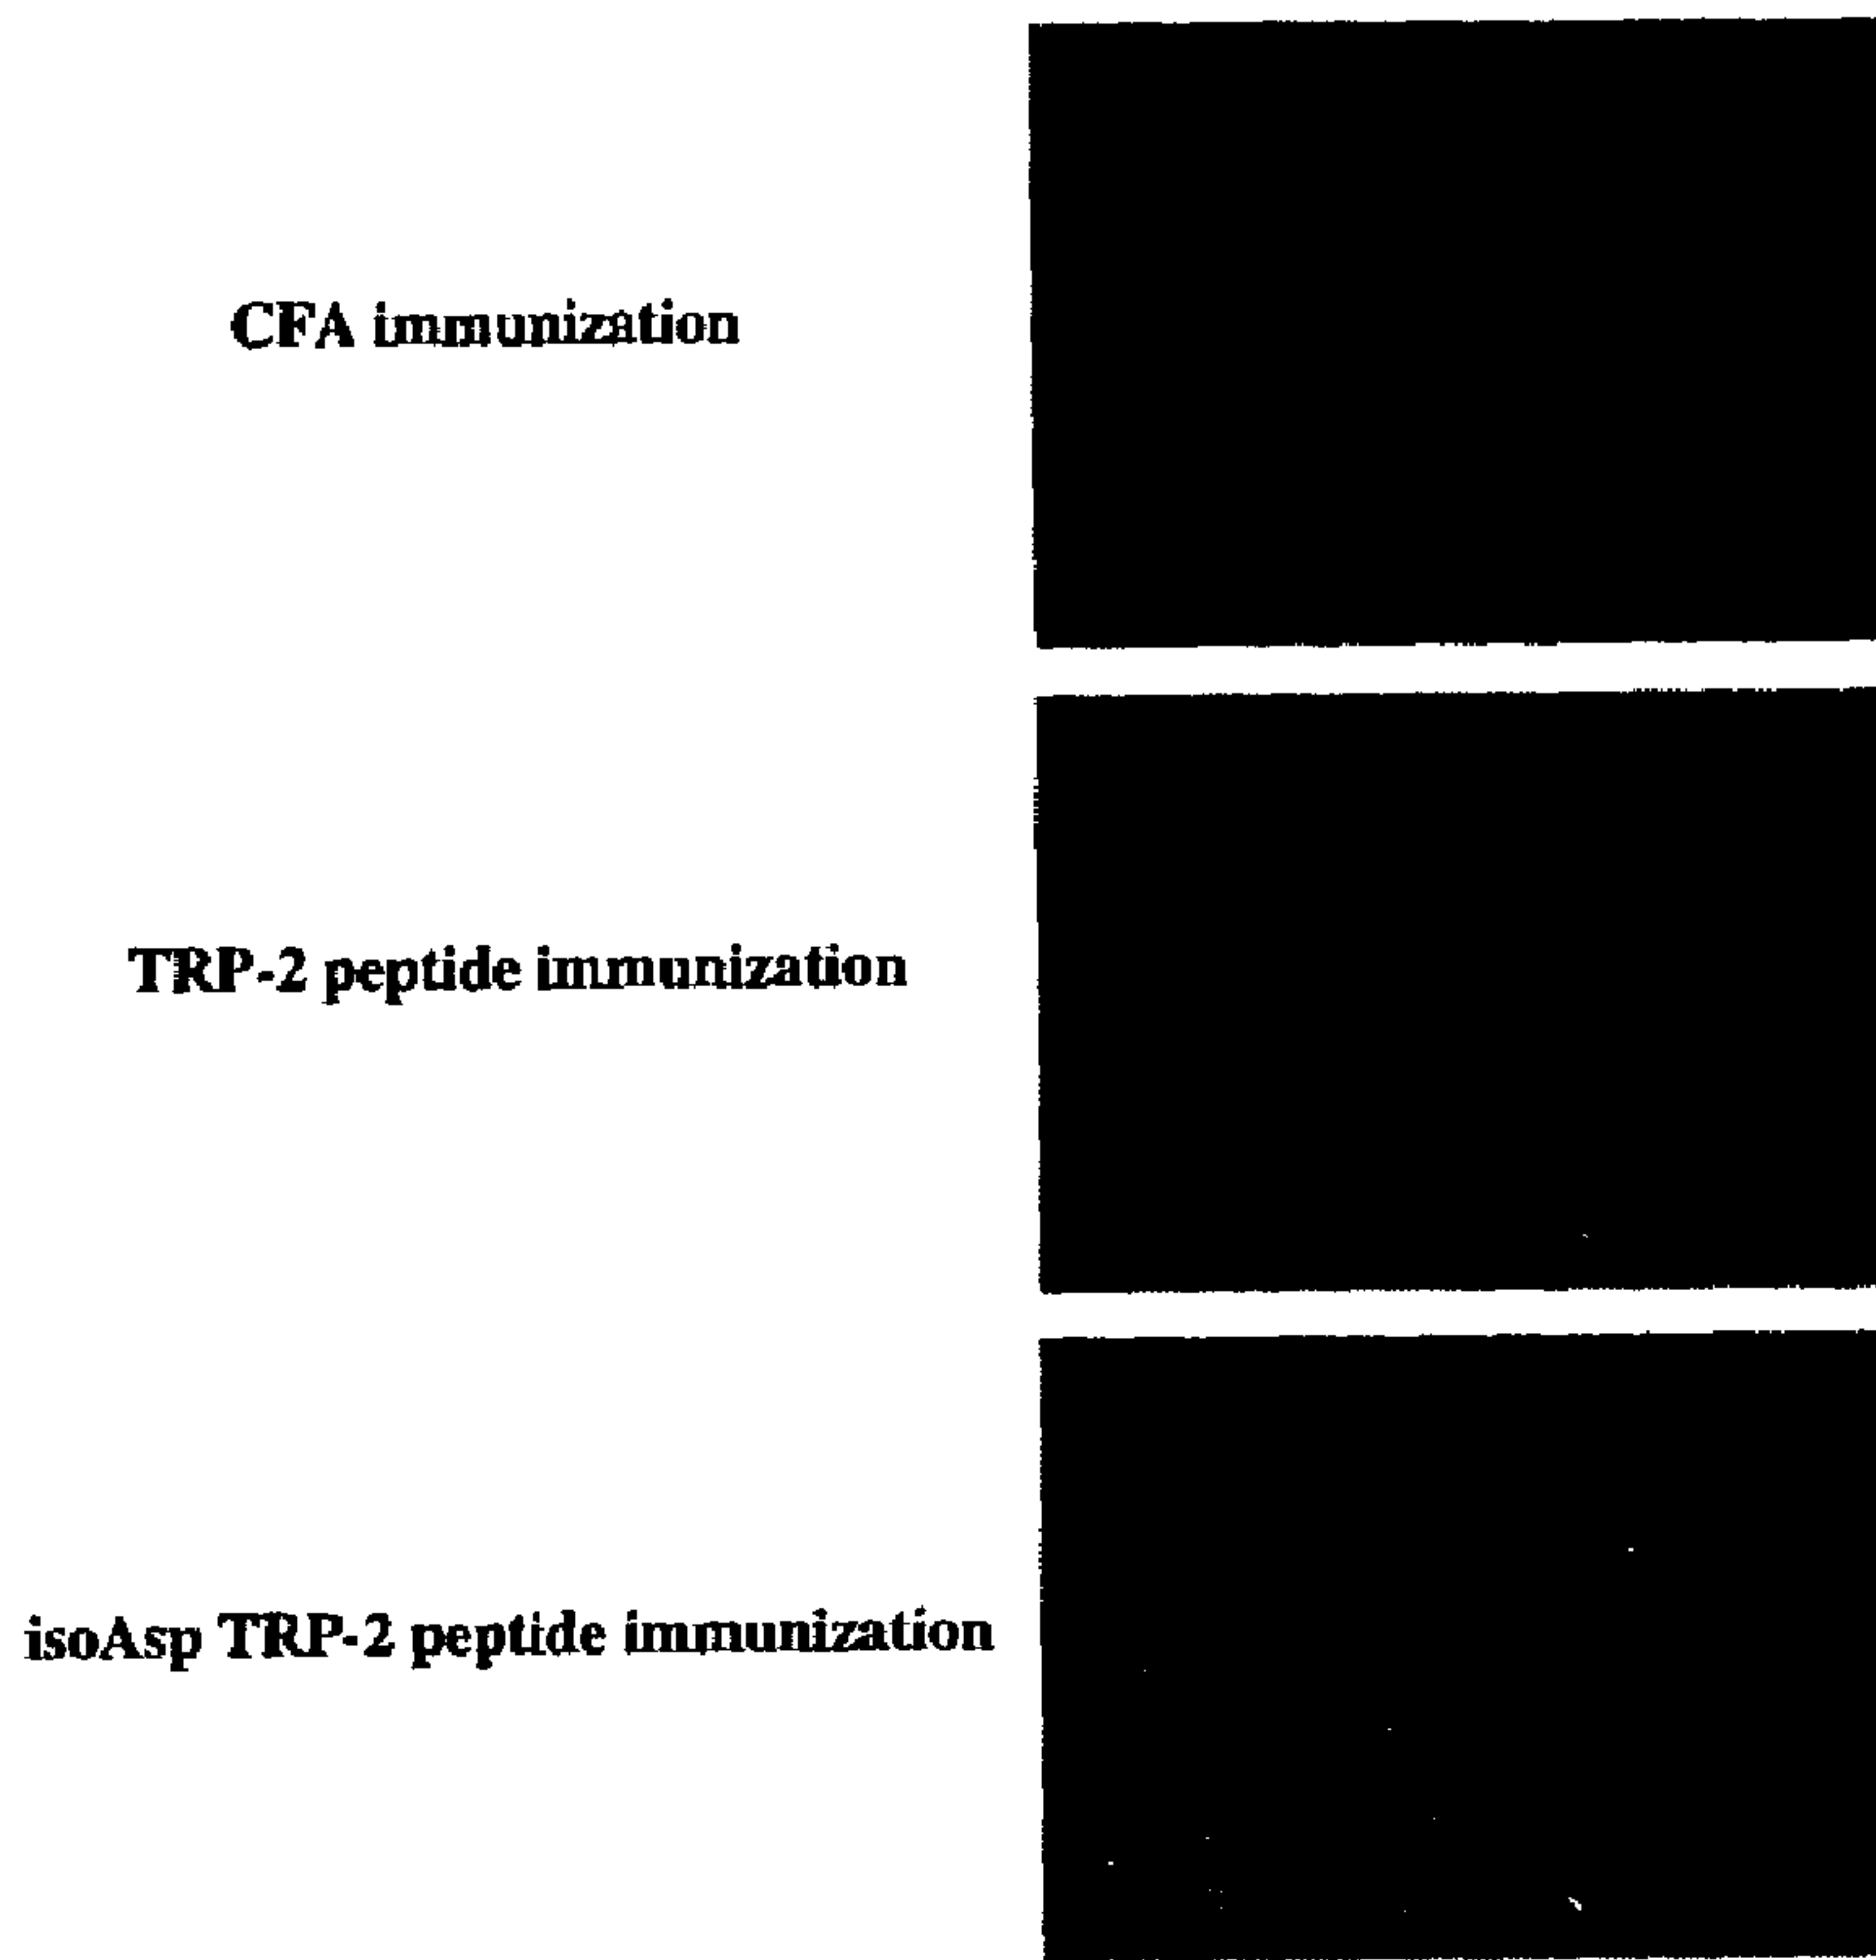 CFA immunization
TRP-2 peptide immunization
isoAsp TRP-2 peptide immunization